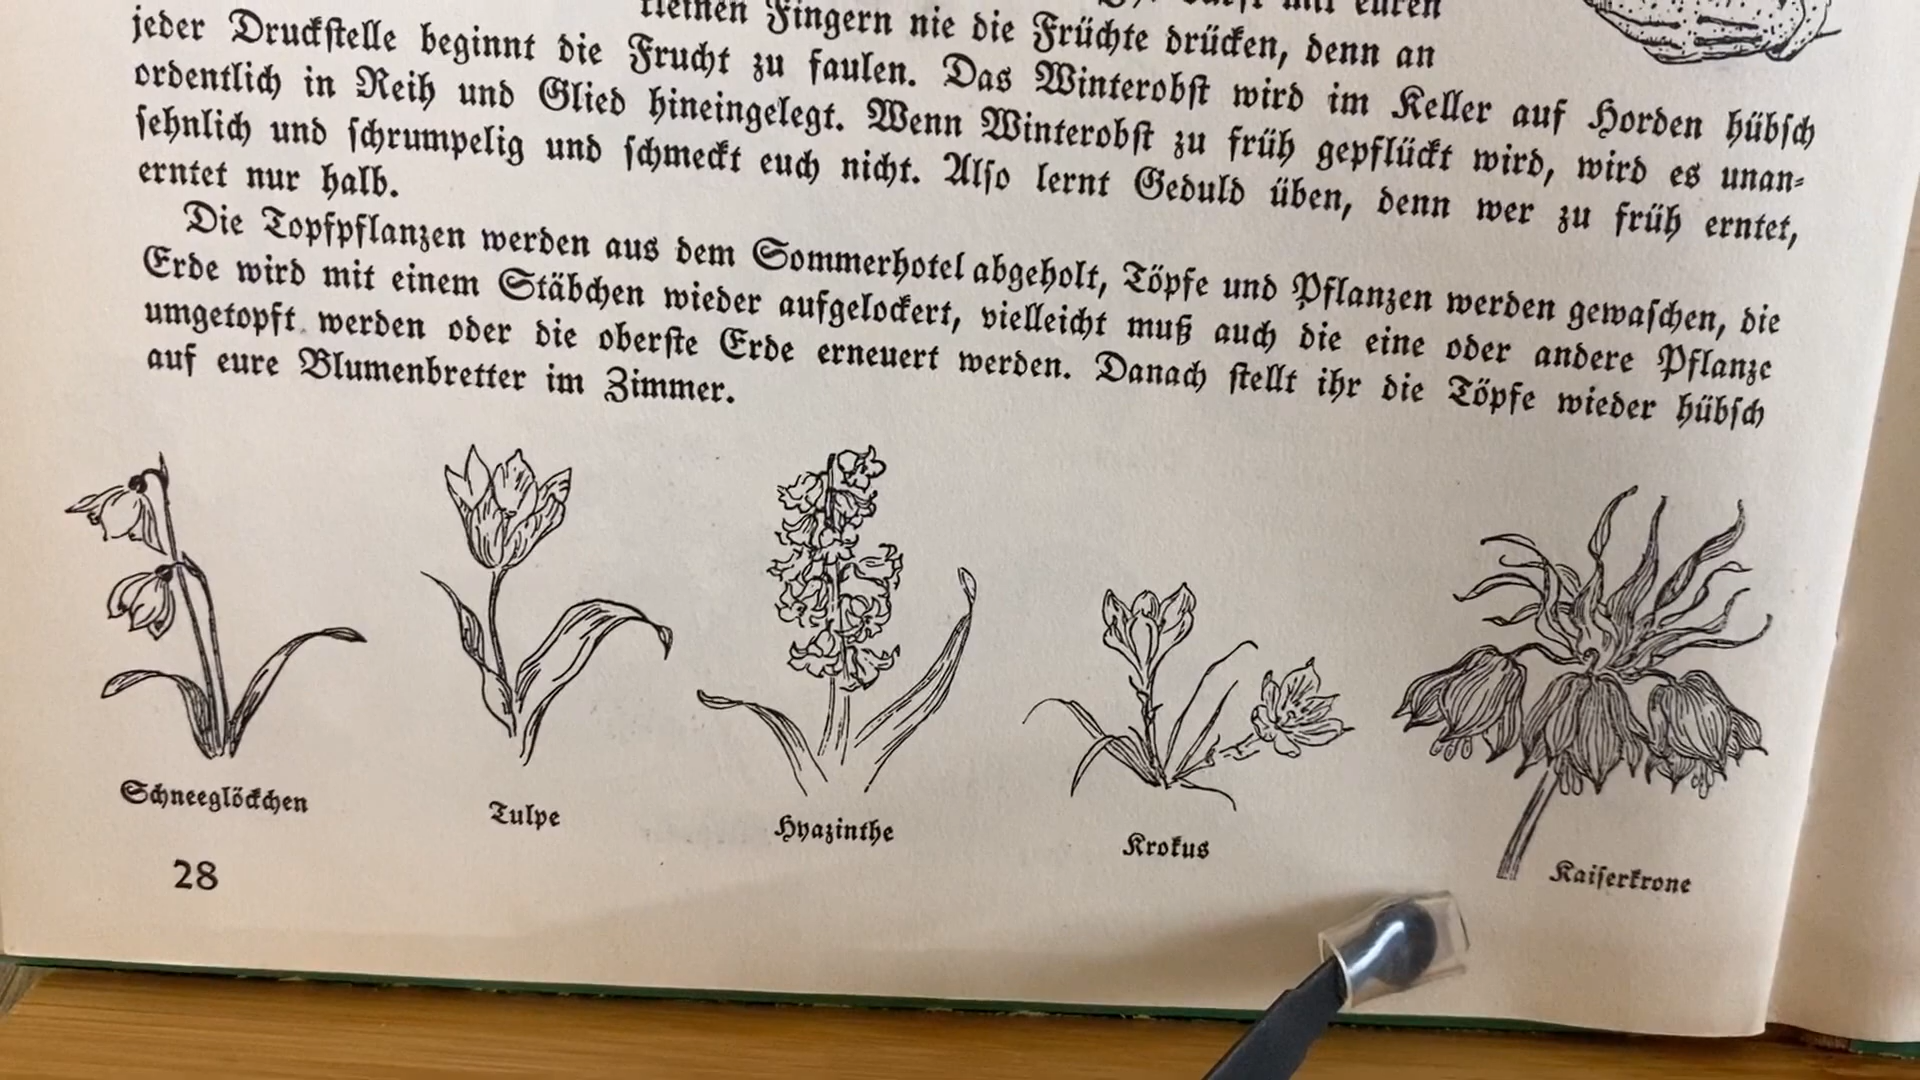 mit euren
kleinen Fingern nie die Früchte drücken, denn an
jeder Druckstelle beginnt die Frucht zu faulen. Das Winterobst wird im Keller auf Horden hübsch
ordentlich in Reih und Glied hineingelegt. Wenn Winterobst zu früh gepflückt wird, wird es unan-
sehnlich und schrumpelig und schmeckt euch nicht. Also lernt Geduld üben, denn wer zu früh erntet,
erntet nur halb.
Die Topfpflanzen werden aus dem Sommerhotel abgeholt, Töpfe und Pflanzen werden gewaschen, die
Erde wird mit einem Stäbchen wieder aufgelockert, vielleicht muß auch die eine oder andere Pflanze
umgetopft werden oder die oberste Erde erneuert werden. Danach stellt ihr die Töpfe wieder hübsch
auf eure Blumenbretter im Zimmer.
Schneeglöckchen
Tulpe
Hyazinthe
Krokus
Kaiserkrone
28